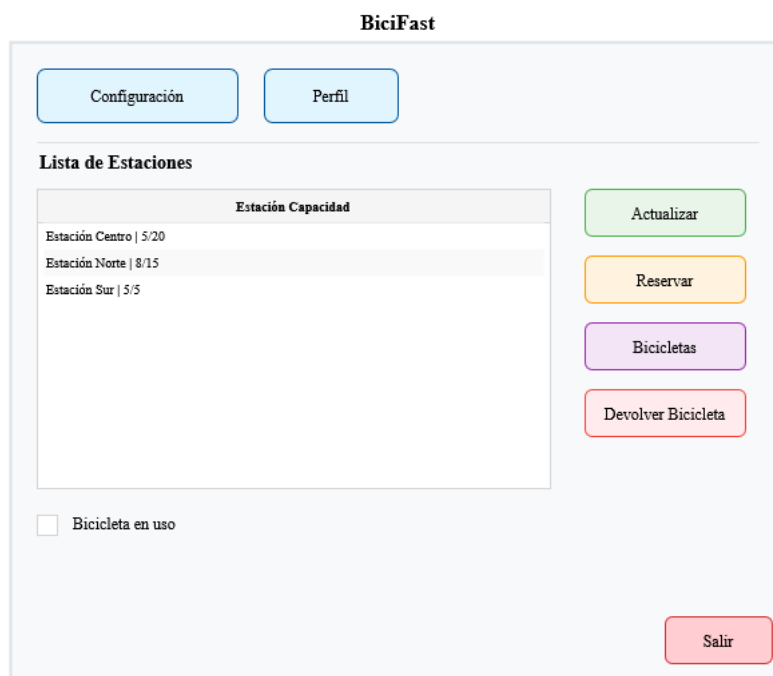 BiciFast
Configuración
Perfil
Lista de Estaciones
Estación Capacidad
Estación Centro | 5/20
Estación Norte | 8/15
Estación Sur | 5/5
Actualizar
Reservar
Bicicletas
Devolver Bicicleta
Bicicleta en uso
Salir